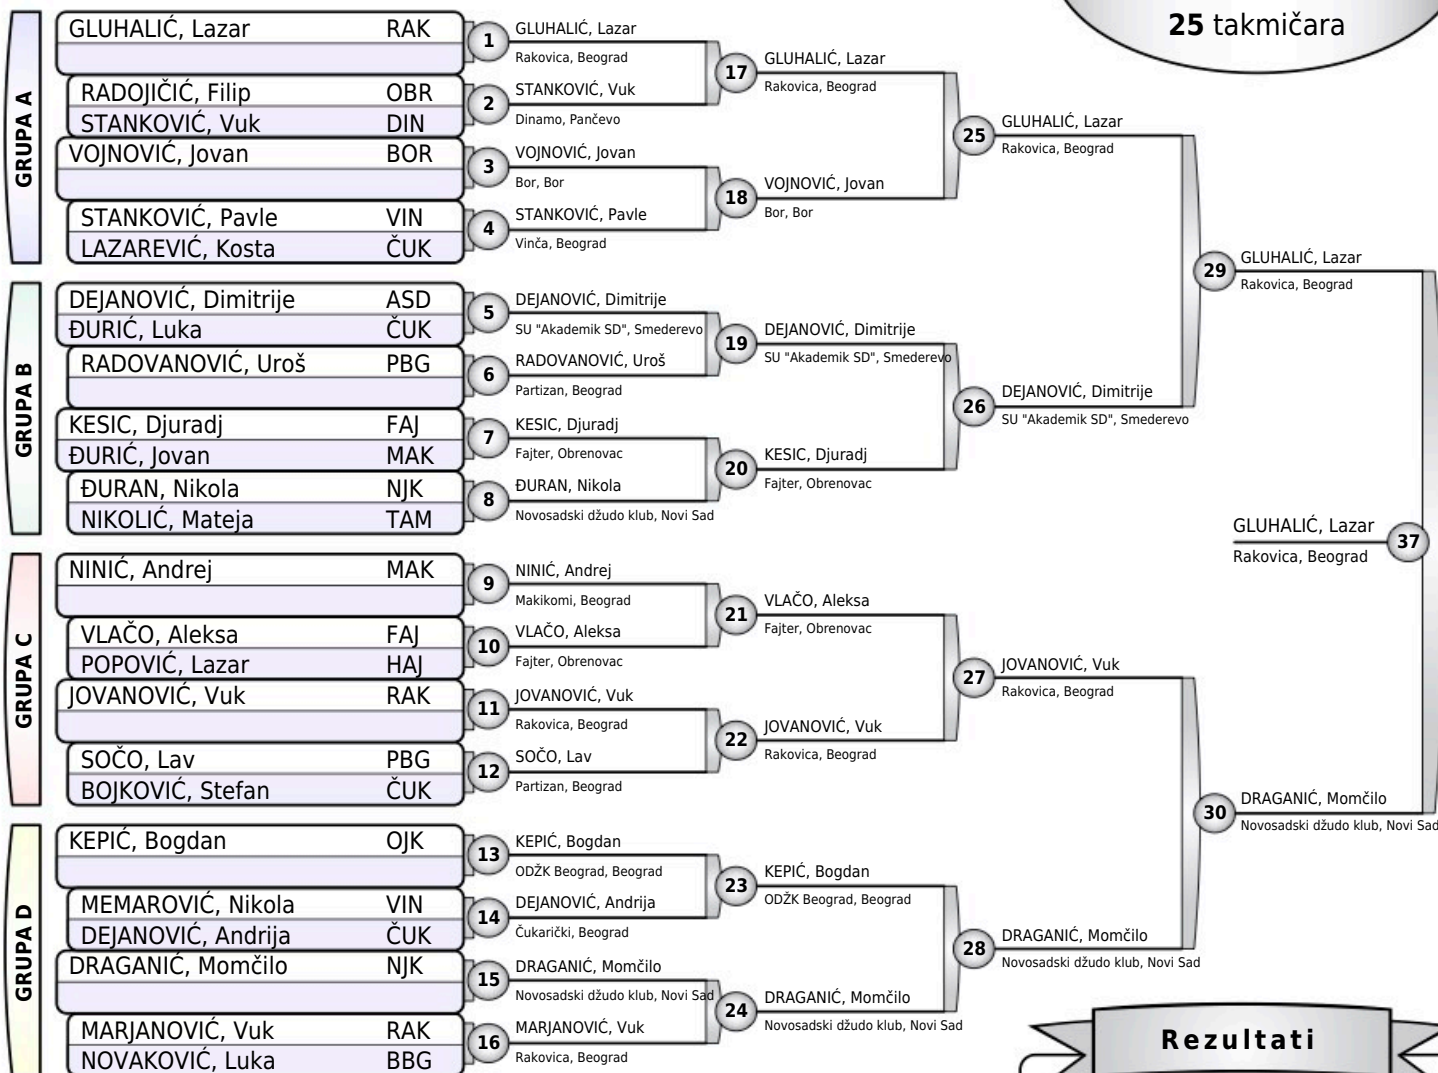 25 takmičara
GRUPA A
GLUHALIĆ, Lazar RAK
RADOJIČIĆ, Filip OBR
STANKOVIĆ, Vuk DIN
VOJNOVIĆ, Jovan BOR
STANKOVIĆ, Pavle VIN
LAZAREVIĆ, Kosta ČUK
GRUPA B
DEJANOVIĆ, Dimitrije ASD
ĐURIĆ, Luka ČUK
RADOVANOVIĆ, Uroš PBG
KESIC, Djuradj FAJ
ĐURIĆ, Jovan MAK
ĐURAN, Nikola NJK
NIKOLIĆ, Mateja TAM
GRUPA C
NINIĆ, Andrej MAK
VLAČO, Aleksa FAJ
POPOVIĆ, Lazar HAJ
JOVANOVIĆ, Vuk RAK
SOČO, Lav PBG
BOJKOVIĆ, Stefan ČUK
GRUPA D
KEPIĆ, Bogdan OJK
MEMAROVIĆ, Nikola VIN
DEJANOVIĆ, Andrija ČUK
DRAGANIĆ, Momčilo NJK
MARJANOVIĆ, Vuk RAK
NOVAKOVIĆ, Luka BBG
1 GLUHALIĆ, Lazar
Rakovica, Beograd
2 STANKOVIĆ, Vuk
Dinamo, Pančevo
3 VOJNOVIĆ, Jovan
Bor, Bor
4 STANKOVIĆ, Pavle
Vinča, Beograd
5 DEJANOVIĆ, Dimitrije
SU "Akademik SD", Smederevo
6 RADOVANOVIĆ, Uroš
Partizan, Beograd
7 KESIC, Djuradj
Fajter, Obrenovac
8 ĐURAN, Nikola
Novosadski džudo klub, Novi Sad
9 NINIĆ, Andrej
Makikomi, Beograd
10 VLAČO, Aleksa
Fajter, Obrenovac
11 JOVANOVIĆ, Vuk
Rakovica, Beograd
12 SOČO, Lav
Partizan, Beograd
13 KEPIĆ, Bogdan
ODŽK Beograd, Beograd
14 DEJANOVIĆ, Andrija
Čukarički, Beograd
15 DRAGANIĆ, Momčilo
Novosadski džudo klub, Novi Sad
16 MARJANOVIĆ, Vuk
Rakovica, Beograd
17 GLUHALIĆ, Lazar
Rakovica, Beograd
18 VOJNOVIĆ, Jovan
Bor, Bor
19 DEJANOVIĆ, Dimitrije
SU "Akademik SD", Smederevo
20 KESIC, Djuradj
Fajter, Obrenovac
21 VLAČO, Aleksa
Fajter, Obrenovac
22 JOVANOVIĆ, Vuk
Rakovica, Beograd
23 KEPIĆ, Bogdan
ODŽK Beograd, Beograd
24 DRAGANIĆ, Momčilo
Novosadski džudo klub, Novi Sad
25 GLUHALIĆ, Lazar
Rakovica, Beograd
26 DEJANOVIĆ, Dimitrije
SU "Akademik SD", Smederevo
27 JOVANOVIĆ, Vuk
Rakovica, Beograd
28 DRAGANIĆ, Momčilo
Novosadski džudo klub, Novi Sad
29 GLUHALIĆ, Lazar
Rakovica, Beograd
30 DRAGANIĆ, Momčilo
Novosadski džudo klub, Novi Sad
GLUHALIĆ, Lazar 37
Rakovica, Beograd
Rezultati